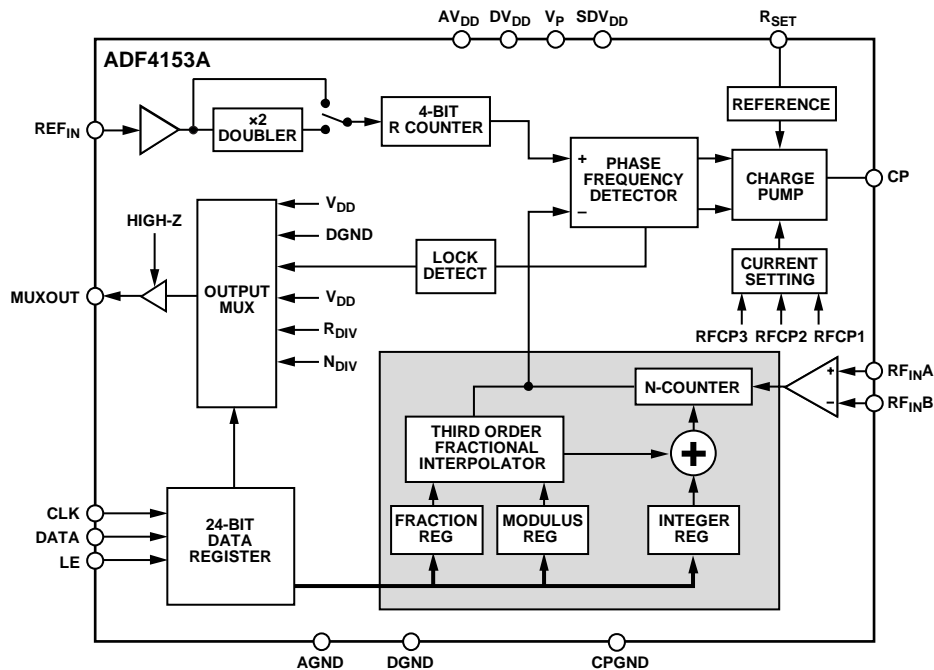 AVDD DVDD VP SDVDD RSET
ADF4153A
REFIN
×2
DOUBLER
4-BIT
R COUNTER
REFERENCE
+
−
PHASE
FREQUENCY
DETECTOR
CHARGE
PUMP
CP
HIGH-Z
MUXOUT
OUTPUT
MUX
VDD
DGND
LOCK
DETECT
VDD
RDIV
NDIV
CURRENT
SETTING
RFCP3 RFCP2 RFCP1
N-COUNTER
+
−
RFINA
RFINB
THIRD ORDER
FRACTIONAL
INTERPOLATOR
+
FRACTION
REG
MODULUS
REG
INTEGER
REG
CLK
DATA
LE
24-BIT
DATA
REGISTER
AGND DGND CPGND